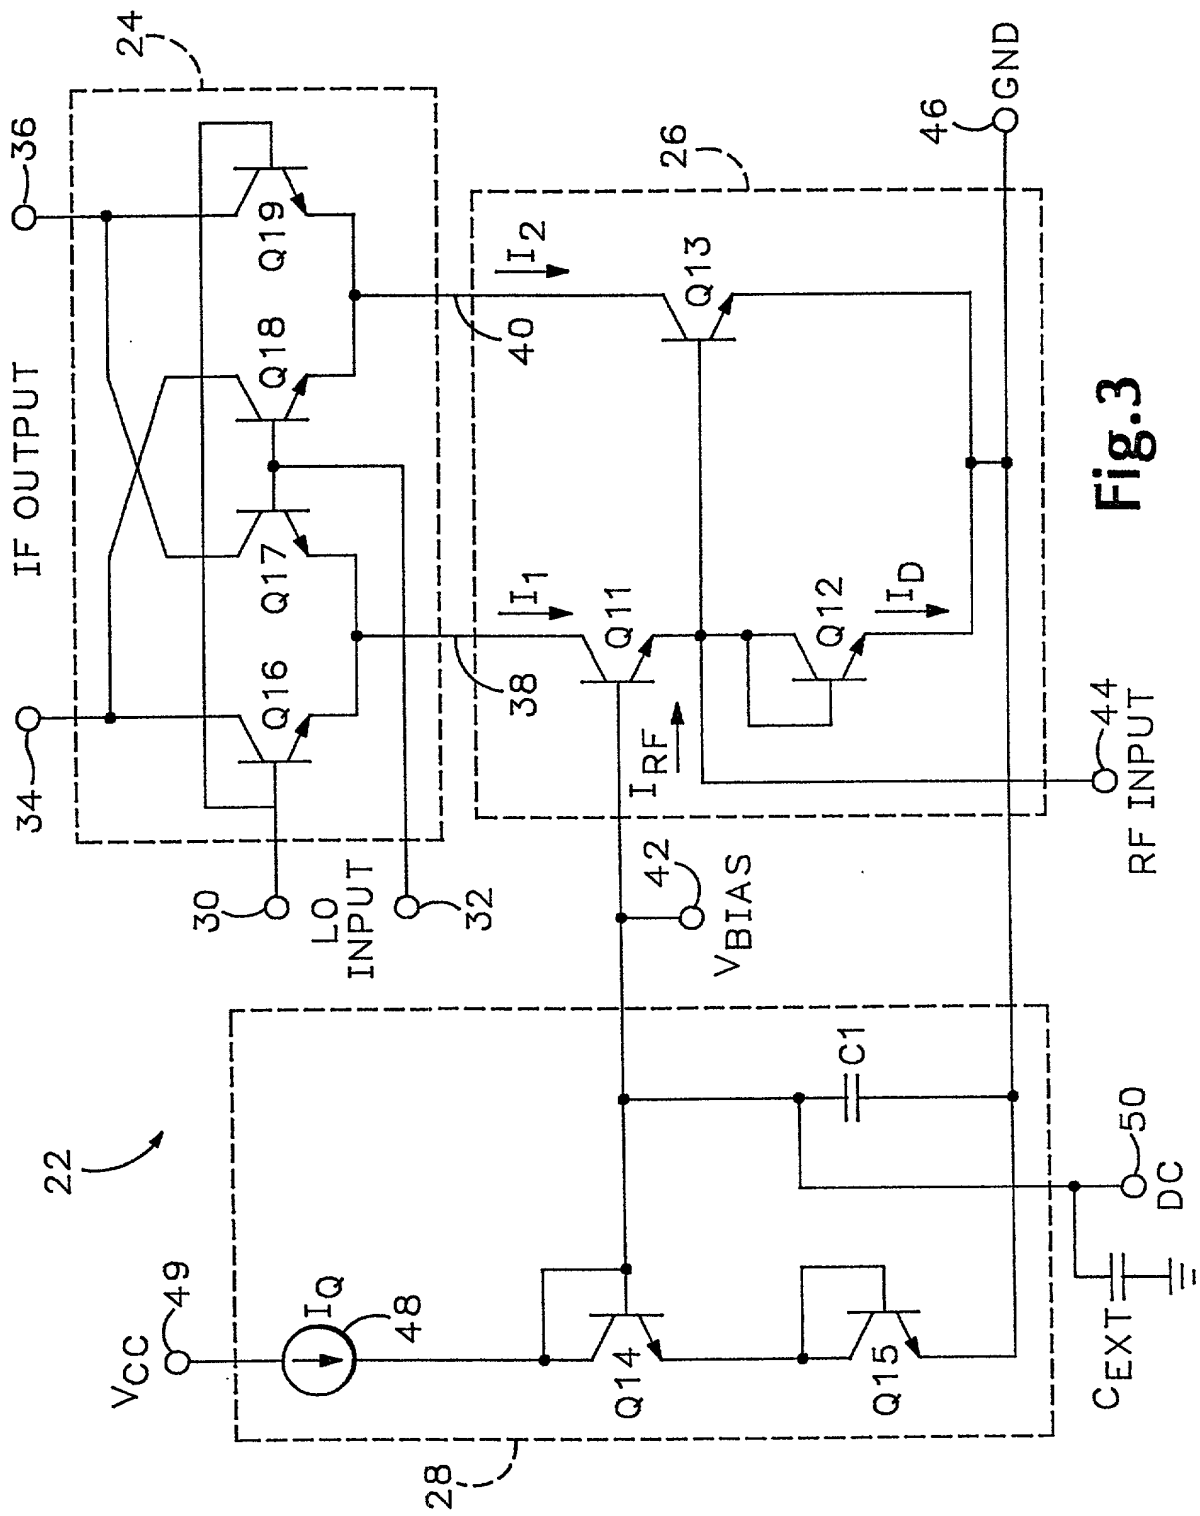 22
24
IF OUTPUT
34
36
Q16
Q17
Q18
Q19
30
LO
INPUT
32
38
40
I1
I2
26
Q11
Q12
Q13
ID
IRF
42
VBIAS
44
RF INPUT
46
GND
VCC
49
IQ
48
Q14
Q15
C1
28
50
DC
CEXT
Fig.3